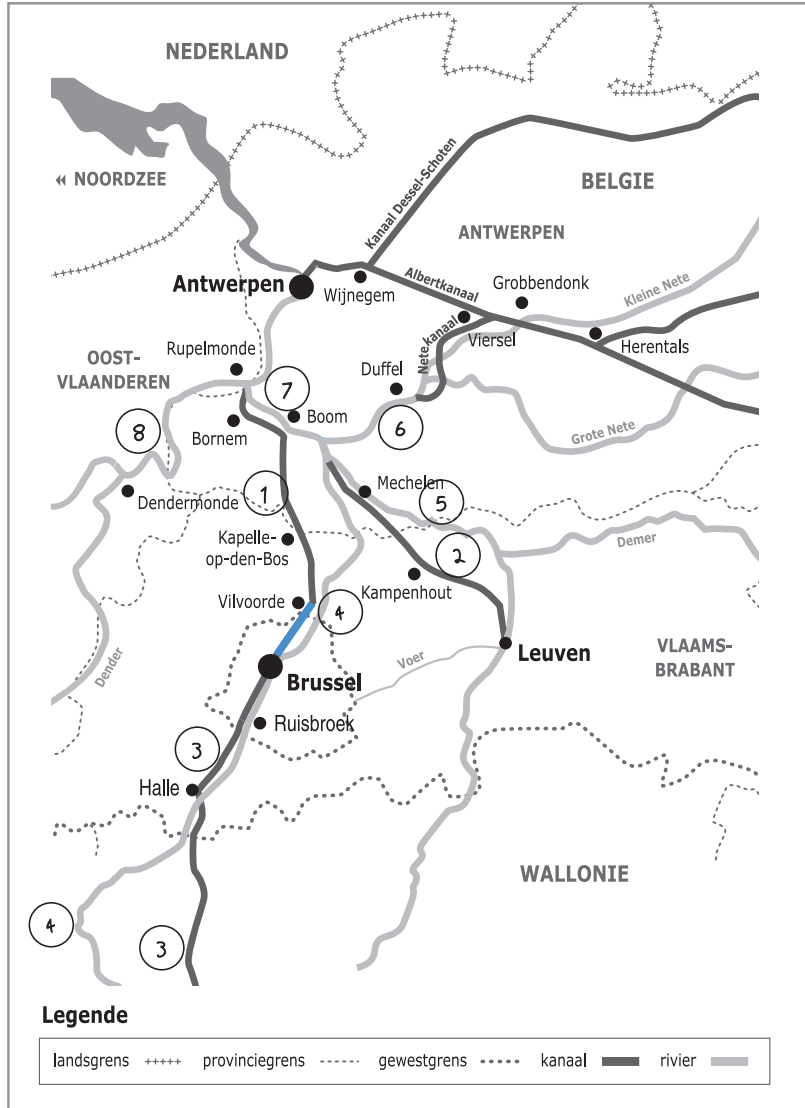 NEDERLAND
◀◀ NOORDZEE
Kanaal Dessel-Schoten
BELGIE
ANTWERPEN
Antwerpen
Wijnegem
Albertkanaal
Grobbendonk
Kleine Nete
Viersel
Herentals
Nete kanaal
Rupelmonde
OOST-
VLAANDEREN
Duffel
7
Boom
6
Grote Nete
8
Bornem
Dendermonde
1
Mechelen
5
Kapelle-
op-den-Bos
2
Demer
Kampenhout
Vilvoorde
4
Leuven
VLAAMS-
BRABANT
Voer
Dender
Brussel
Ruisbroek
3
Halle
WALLONIE
4
3
Legende
landsgrens provinciegrens gewestgrens kanaal rivier